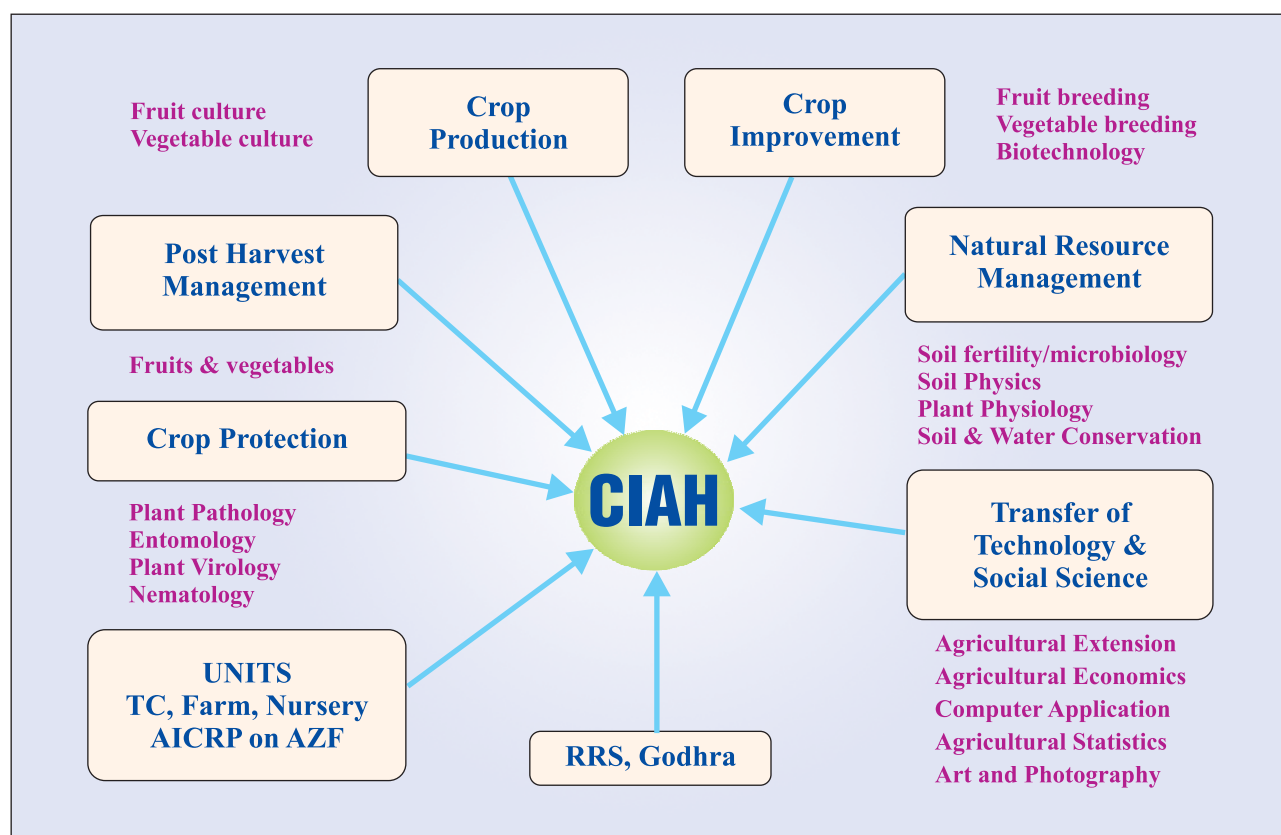 Fruit culture
Vegetable culture
Crop
Production
Crop
Improvement
Fruit breeding
Vegetable breeding
Biotechnology
Post Harvest
Management
Natural Resource
Management
Fruits & vegetables
Soil fertility/microbiology
Soil Physics
Plant Physiology
Soil & Water Conservation
Crop Protection
CIAH
Plant Pathology
Entomology
Plant Virology
Nematology
Transfer of
Technology &
Social Science
UNITS
TC, Farm, Nursery
AICRP on AZF
RRS, Godhra
Agricultural Extension
Agricultural Economics
Computer Application
Agricultural Statistics
Art and Photography